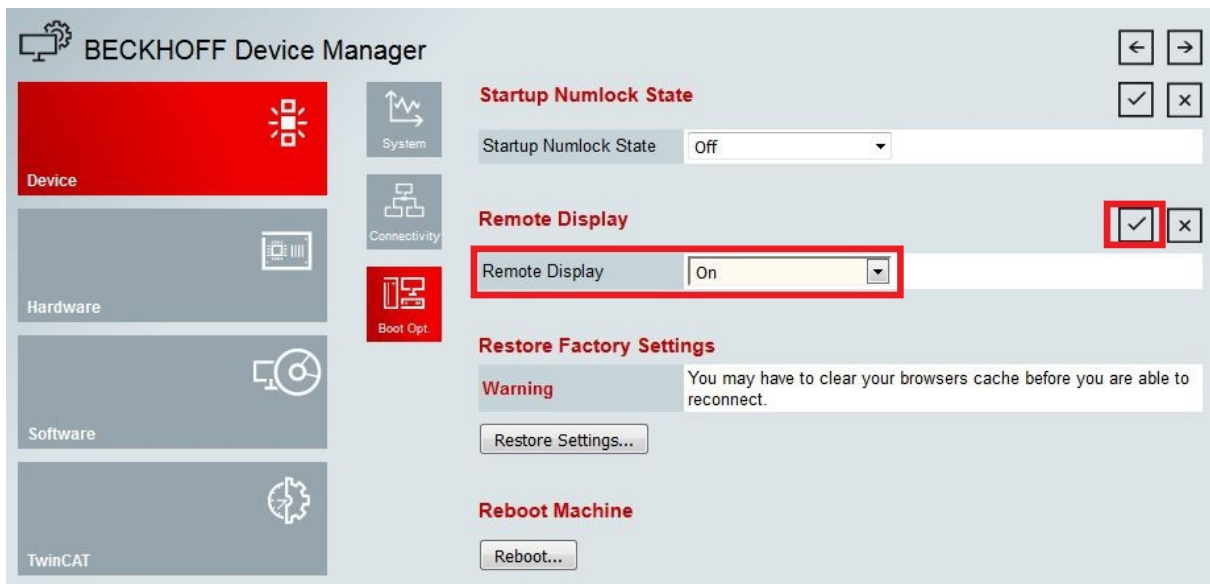 BECKHOFF Device Manager
Device
Hardware
Software
TwinCAT
System
Connectivity
Boot Opt.
Startup Numlock State
Startup Numlock State Off
Remote Display
Remote Display On
Restore Factory Settings
Warning You may have to clear your browsers cache before you are able to
reconnect.
Restore Settings...
Reboot Machine
Reboot...